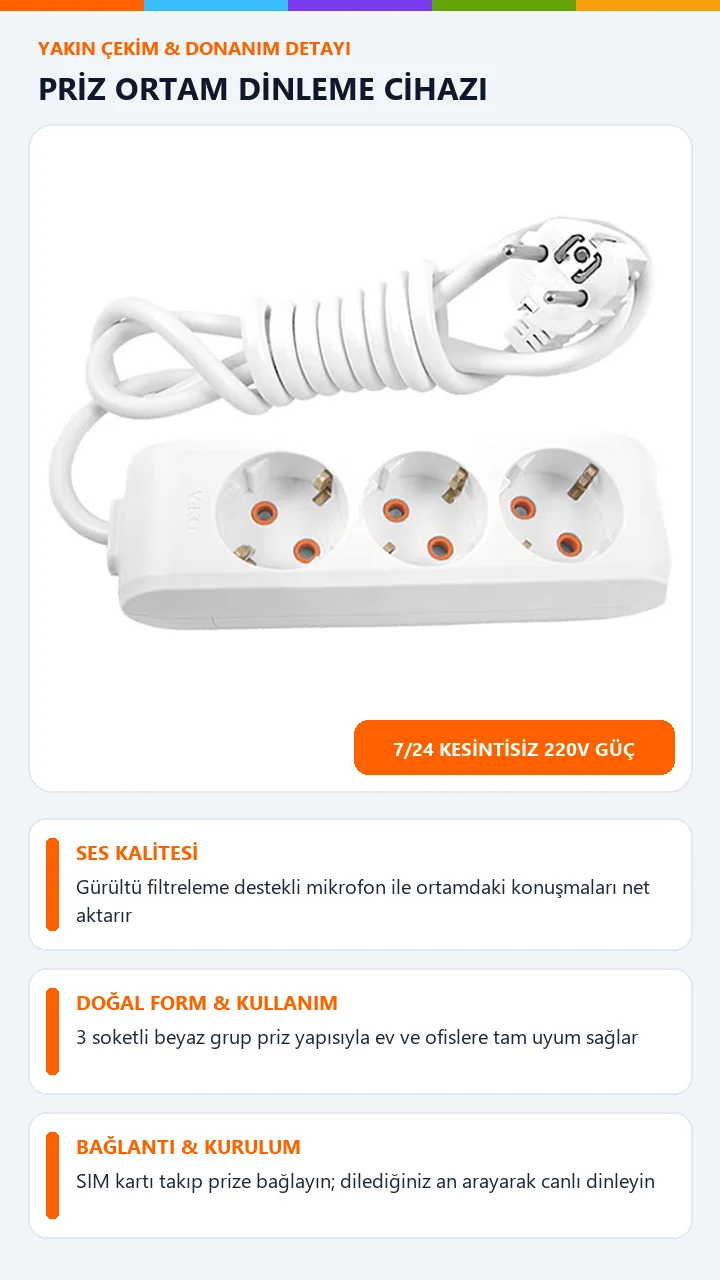 YAKIN ÇEKİM & DONANIM DETAYI
PRİZ ORTAM DİNLEME CİHAZI
7/24 KESİNTİSİZ 220V GÜÇ
SES KALİTESİ
Gürültü filtreleme destekli mikrofon ile ortamdaki konuşmaları net
aktarır
DOĞAL FORM & KULLANIM
3 soketli beyaz grup priz yapısıyla ev ve ofislere tam uyum sağlar
BAĞLANTI & KURULUM
SIM kartı takıp prize bağlayın; dilediğiniz an arayarak canlı dinleyin